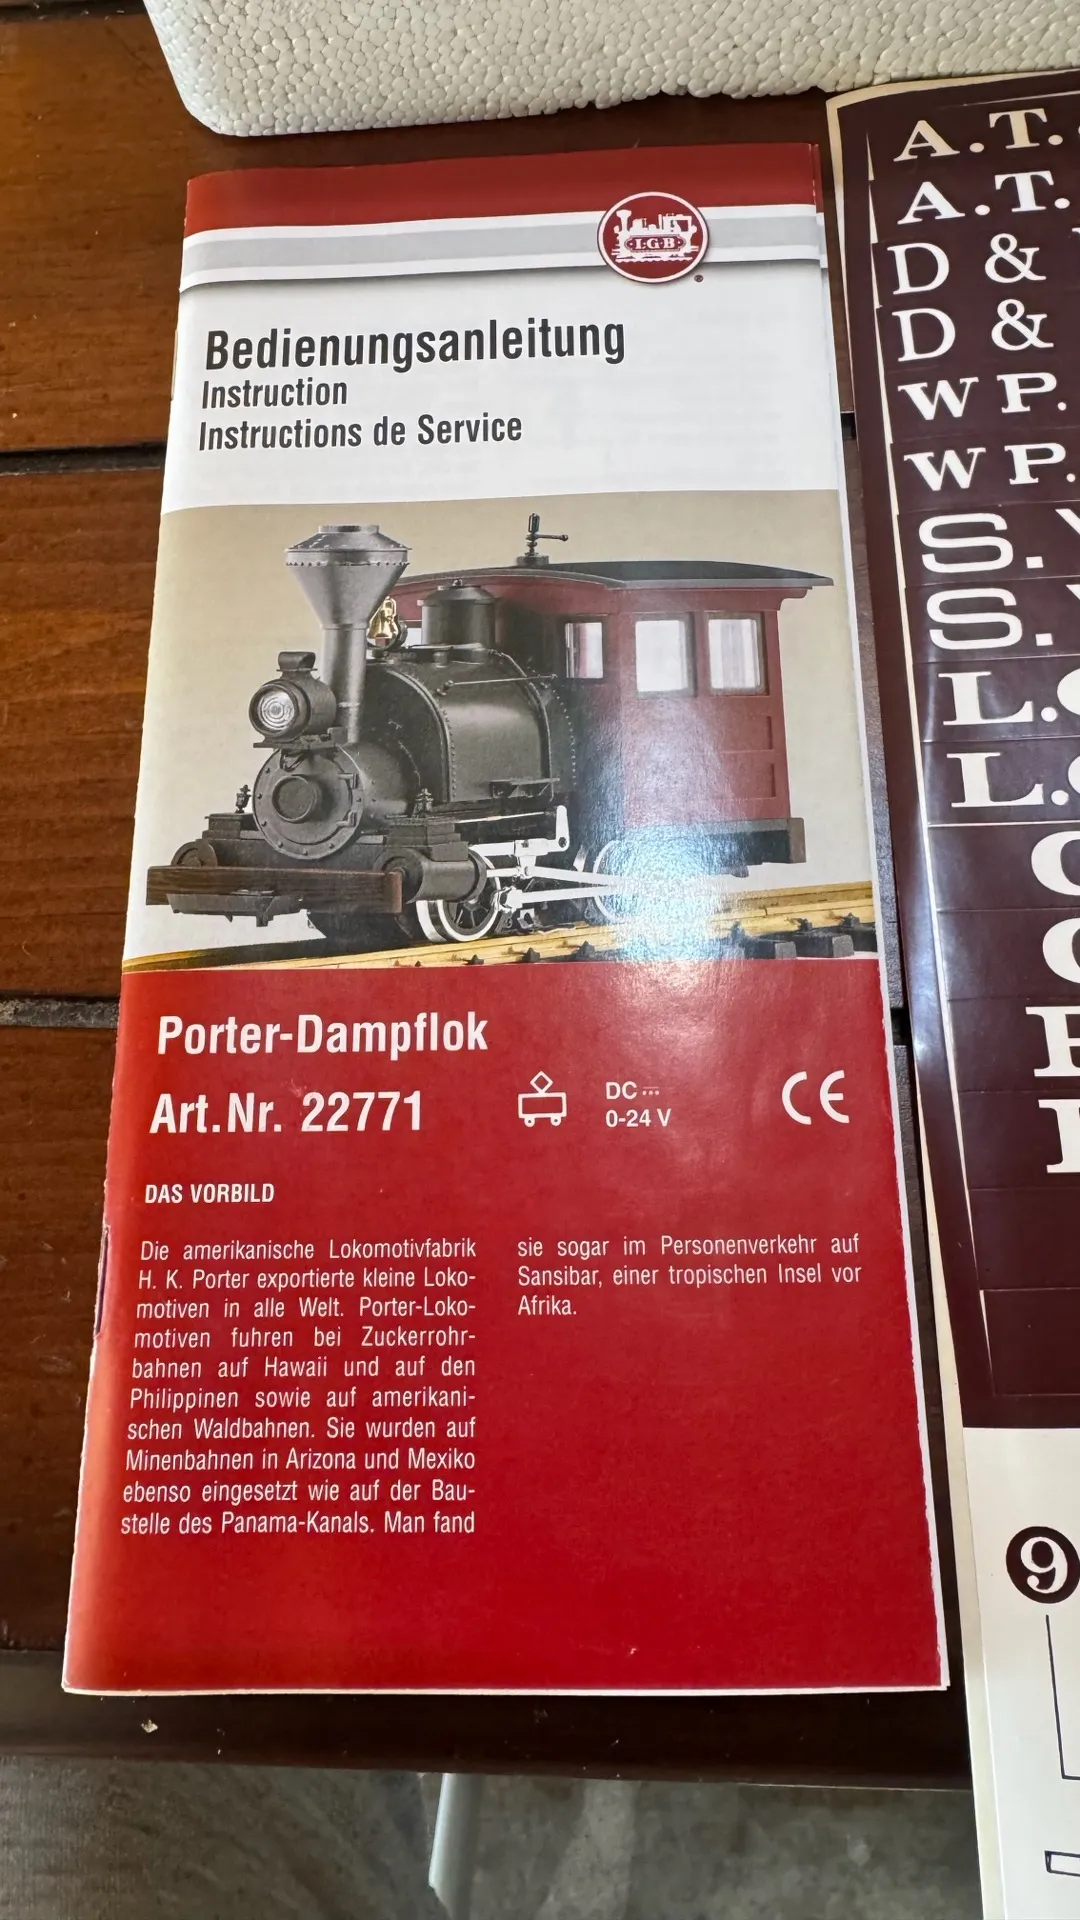 L·G·B
®
Bedienungsanleitung
Instruction
Instructions de Service
Porter-Dampflok
Art.Nr. 22771
DC
0-24 V
CE
DAS VORBILD
Die amerikanische Lokomotivfabrik
H. K. Porter exportierte kleine Loko-
motiven in alle Welt. Porter-Loko-
motiven fuhren bei Zuckerrohr-
bahnen auf Hawaii und auf den
Philippinen sowie auf amerikani-
schen Waldbahnen. Sie wurden auf
Minenbahnen in Arizona und Mexiko
ebenso eingesetzt wie auf der Bau-
stelle des Panama-Kanals. Man fand
sie sogar im Personenverkehr auf
Sansibar, einer tropischen Insel vor
Afrika.
A.T.
A.T.
D &
D &
W P.
W P.
S.
S.
L.
L.
9